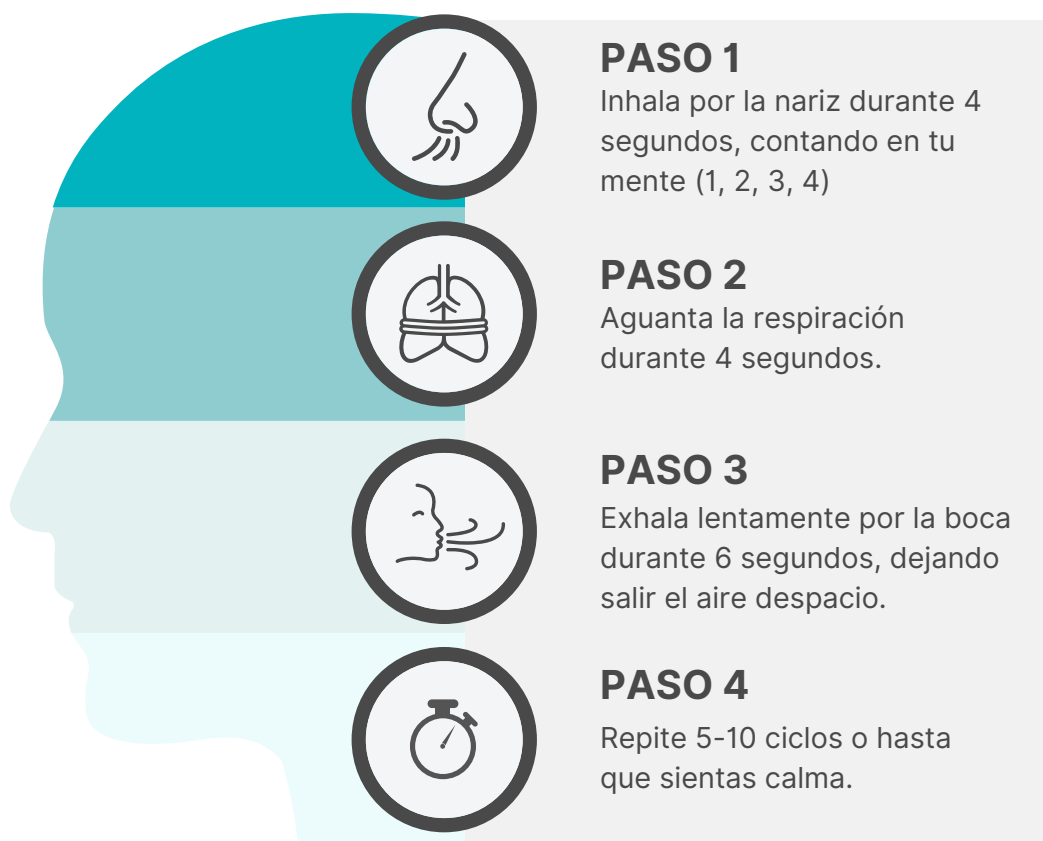 PASO 1
Inhala por la nariz durante 4
segundos, contando en tu
mente (1, 2, 3, 4)
PASO 2
Aguanta la respiración
durante 4 segundos.
PASO 3
Exhala lentamente por la boca
durante 6 segundos, dejando
salir el aire despacio.
PASO 4
Repite 5-10 ciclos o hasta
que sientas calma.